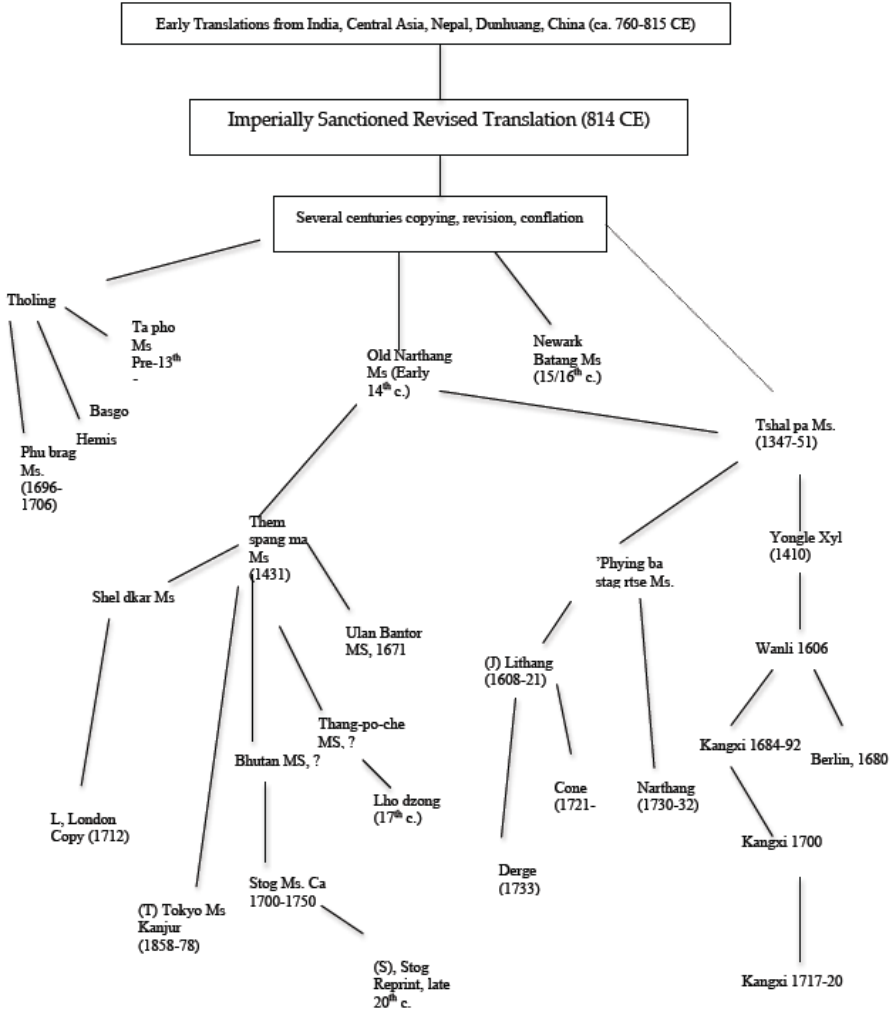 Early Translations from India, Central Asia, Nepal, Dunhuang, China (ca. 760-815 CE)
Imperially Sanctioned Revised Translation (814 CE)
Several centuries copying, revision, conflation
Tholing
Ta pho
Ms
Pre-13th
-
Basgo
Hemis
Phu brag
Ms.
(1696-
1706)
Old Narthang
Ms (Early
14th c.)
Newark
Batang Ms
(15/16th c.)
Tshal pa Ms.
(1347-51)
Them
spang ma
Ms
(1431)
Shel dkar Ms
Ulan Bantor
MS, 1671
Thang-po-che
MS, ?
Bhutan MS, ?
Lho dzong
(17th c.)
L, London
Copy (1712)
(T) Tokyo Ms
Kanjur
(1858-78)
Stog Ms. Ca
1700-1750
(S), Stog
Reprint, late
20th c.
'Phying ba
stag rtse Ms.
(J) Lithang
(1608-21)
Cone
(1721-
Narthang
(1730-32)
Derge
(1733)
Yongle Xyl
(1410)
Wanli 1606
Kangxi 1684-92
Berlin, 1680
Kangxi 1700
Kangxi 1717-20